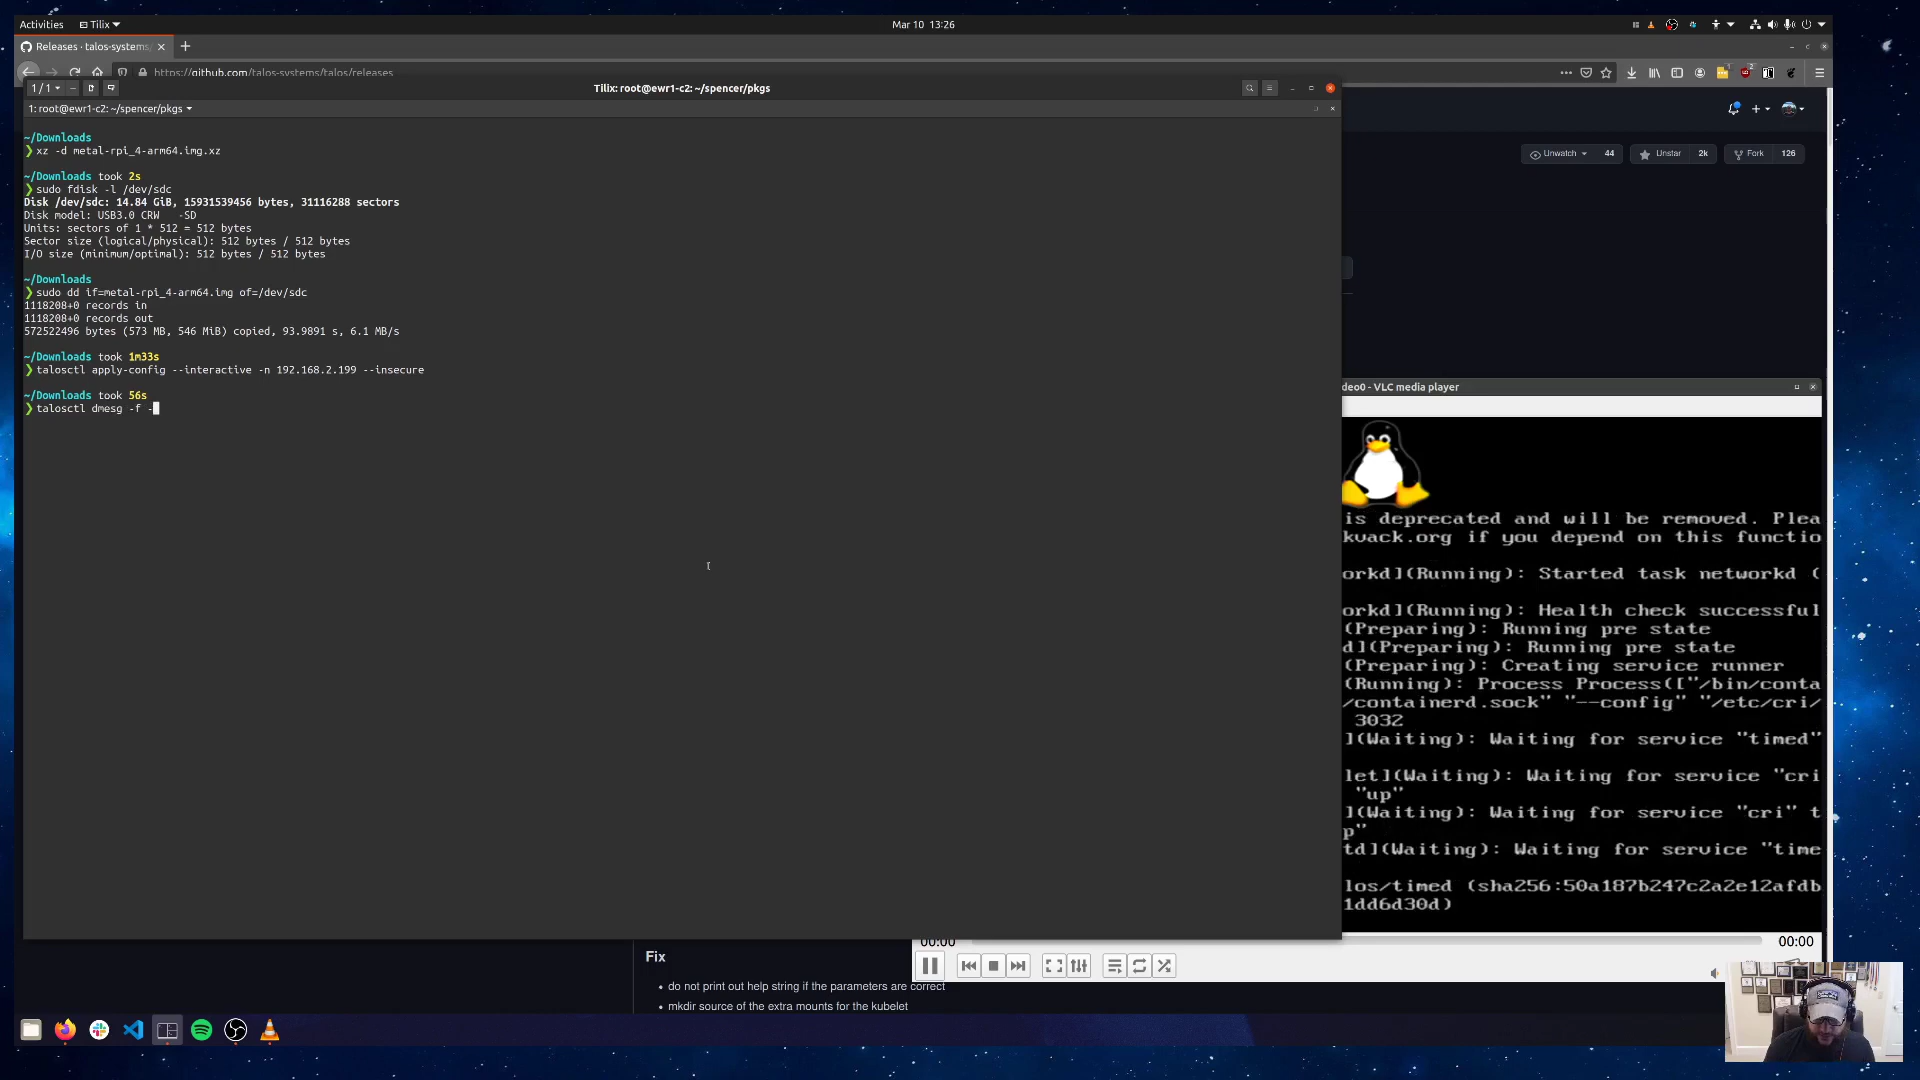 Activities
Tilix
Mar 10 13:26
Releases · talos-systems/
https://github.com/talos-systems/talos/releases
1 / 1
Tilix: root@ewr1-c2: ~/spencer/pkgs
1: root@ewr1-c2: ~/spencer/pkgs
~/Downloads
❯ xz -d metal-rpi_4-arm64.img.xz
~/Downloads took 2s
❯ sudo fdisk -l /dev/sdc
Disk /dev/sdc: 14.84 GiB, 15931539456 bytes, 31116288 sectors
Disk model: USB3.0 CRW   -SD
Units: sectors of 1 * 512 = 512 bytes
Sector size (logical/physical): 512 bytes / 512 bytes
I/O size (minimum/optimal): 512 bytes / 512 bytes
~/Downloads
❯ sudo dd if=metal-rpi_4-arm64.img of=/dev/sdc
1118208+0 records in
1118208+0 records out
572522496 bytes (573 MB, 546 MiB) copied, 93.9891 s, 6.1 MB/s
~/Downloads took 1m33s
❯ talosctl apply-config --interactive -n 192.168.2.199 --insecure
~/Downloads took 56s
❯ talosctl dmesg -f -
Unwatch 44
Unstar 2k
Fork 126
deo0 - VLC media player
is deprecated and will be removed. Plea
kvack.org if you depend on this functio
orkd](Running): Started task networkd (
orkd](Running): Health check successful
(Preparing): Running pre state
d](Preparing): Running pre state
(Preparing): Creating service runner
(Running): Process Process(["/bin/conta
/containerd.sock" "--config" "/etc/cri/
3032
](Waiting): Waiting for service "timed"
let](Waiting): Waiting for service "cri
"up"
](Waiting): Waiting for service "cri" t
p"
td](Waiting): Waiting for service "time
los/timed (sha256:50a187b247c2a2e12afdb
1dd6d30d)
00:00
00:00
Fix
• do not print out help string if the parameters are correct
• mkdir source of the extra mounts for the kubelet